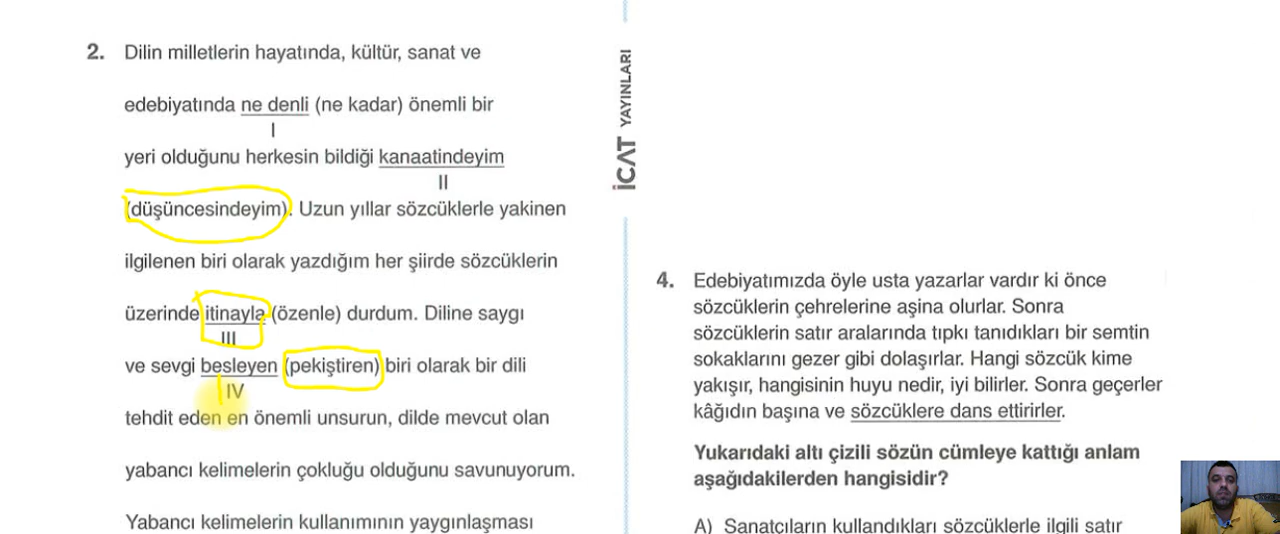 2. Dilin milletlerin hayatında, kültür, sanat ve
edebiyatında ne denli (ne kadar) önemli bir
I
yeri olduğunu herkesin bildiği kanaatindeyim
II
(düşüncesindeyim). Uzun yıllar sözcüklerle yakinen
ilgilenen biri olarak yazdığım her şiirde sözcüklerin
üzerinde itinayla (özenle) durdum. Diline saygı
III
ve sevgi besleyen (pekiştiren) biri olarak bir dili
IV
tehdit eden en önemli unsurun, dilde mevcut olan
yabancı kelimelerin çokluğu olduğunu savunuyorum.
Yabancı kelimelerin kullanımının yaygınlaşması
İCAT YAYINLARI
4. Edebiyatımızda öyle usta yazarlar vardır ki önce
sözcüklerin çehrelerine aşina olurlar. Sonra
sözcüklerin satır aralarında tıpkı tanıdıkları bir semtin
sokaklarını gezer gibi dolaşırlar. Hangi sözcük kime
yakışır, hangisinin huyu nedir, iyi bilirler. Sonra geçerler
kâğıdın başına ve sözcüklere dans ettirirler.
Yukarıdaki altı çizili sözün cümleye kattığı anlam
aşağıdakilerden hangisidir?
A) Sanatçıların kullandıkları sözcüklerle ilgili satır